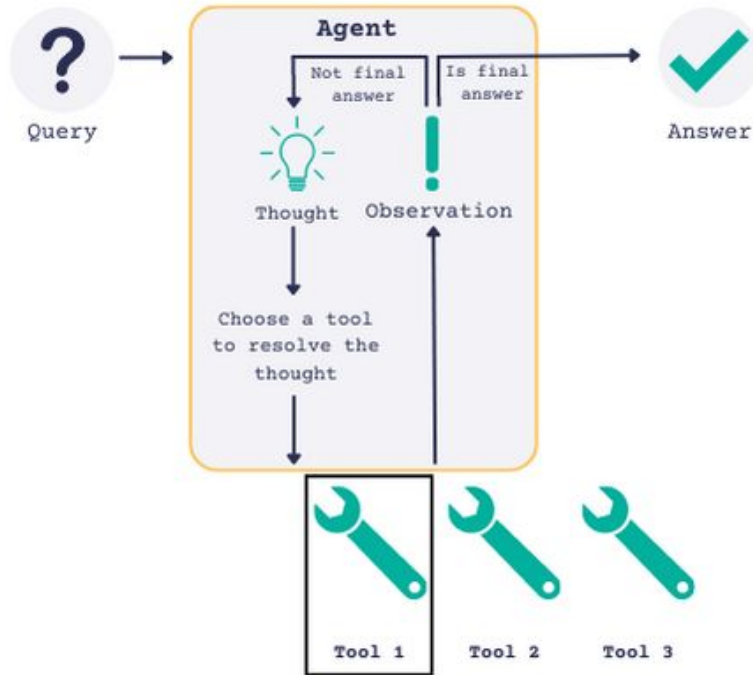 Agent
Not final
answer
Is final
answer
Query
Answer
Thought
Observation
Choose a tool
to resolve the
thought
Tool 1
Tool 2
Tool 3